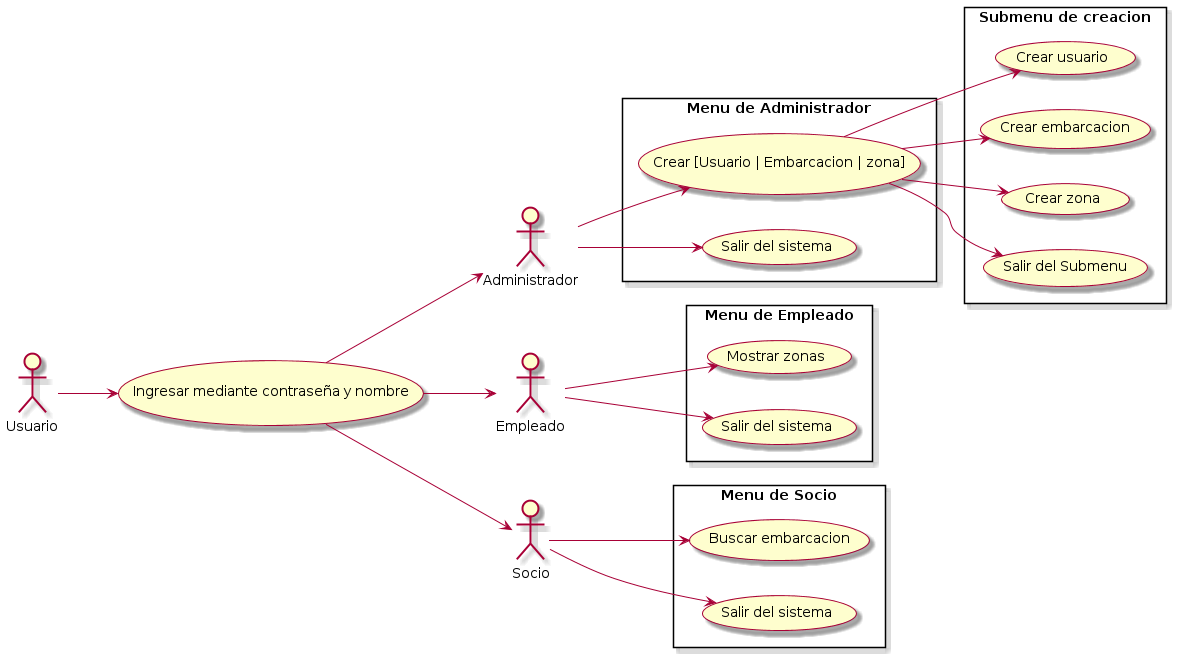 Submenu de creacion
Crear usuario
Crear embarcacion
Crear zona
Salir del Submenu
Menu de Administrador
Crear [Usuario | Embarcacion | zona]
Salir del sistema
Administrador
Menu de Empleado
Mostrar zonas
Salir del sistema
Usuario
Ingresar mediante contraseña y nombre
Empleado
Menu de Socio
Buscar embarcacion
Salir del sistema
Socio